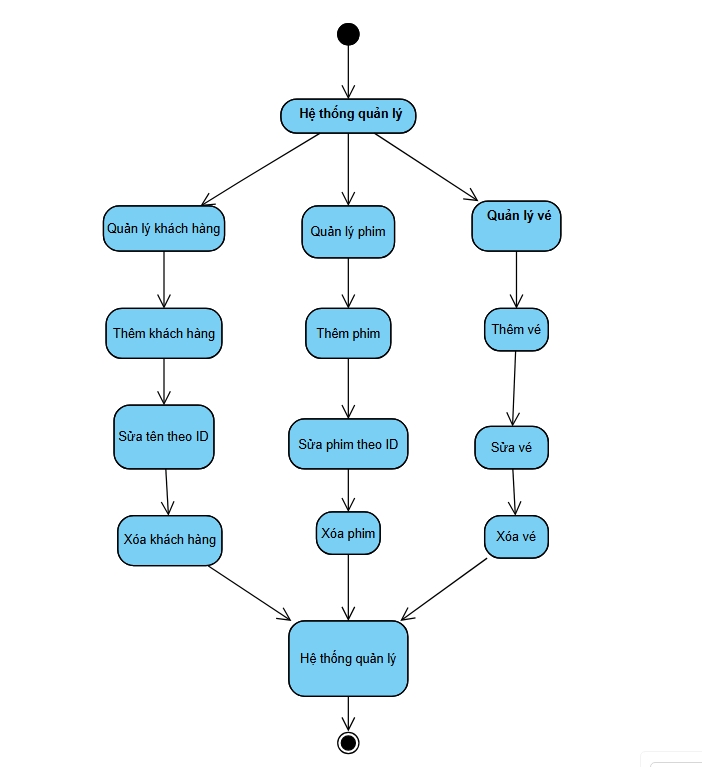 Hệ thống quản lý
Quản lý khách hàng
Quản lý phim
Quản lý vé
Thêm khách hàng
Thêm phim
Thêm vé
Sửa tên theo ID
Sửa phim theo ID
Sửa vé
Xóa khách hàng
Xóa phim
Xóa vé
Hệ thống quản lý